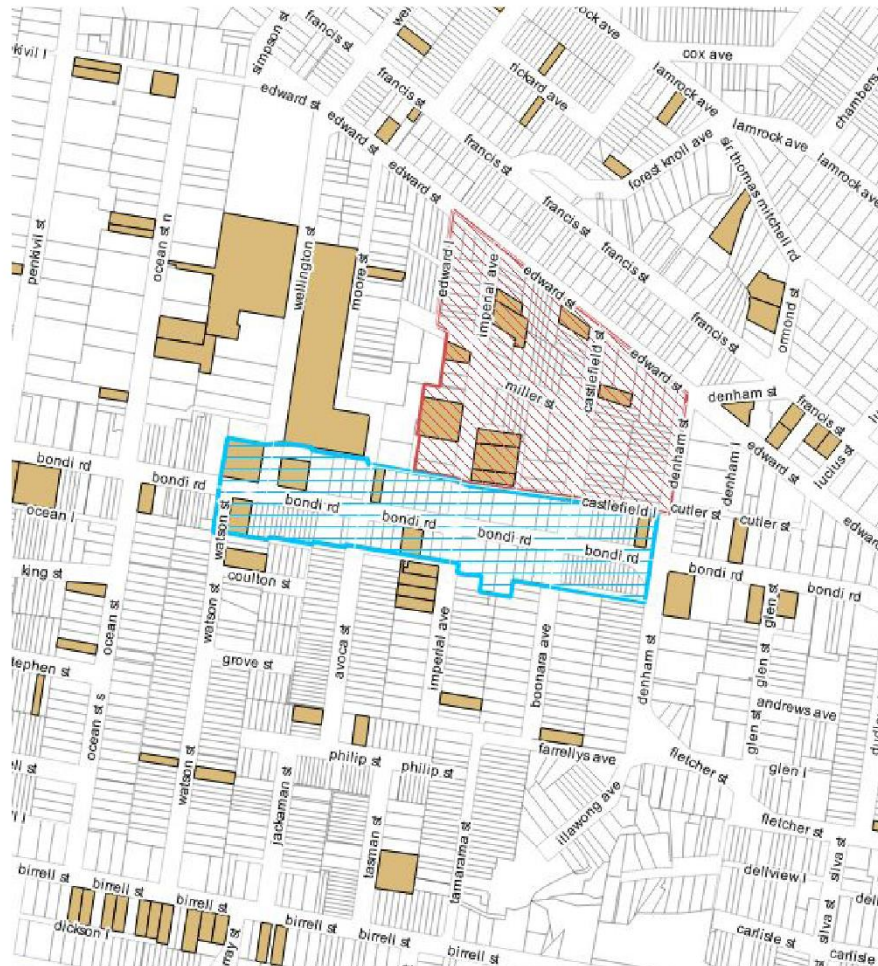 simpson st
francis st
lamrock ave
cox ave
edward st
francis st
rickard ave
lamrock ave
chambers
lamrock ave
lamrock ave
edward st
edward st
francis st
forest knoll ave
sir thomas mitchell rd
penkivil st
ocean st n
wellington st
moore st
edward l
imperial ave
edward st
francis st
francis st
ormond st
francis st
miller st
castlefield st
edward st
denham st
denham st
francis st
lucius st
edward st
denham l
bondi rd
bondi rd
bondi rd
bondi rd
bondi rd
bondi rd
castlefield l
cutler st
cutler st
edward
ocean l
watson st
bondi rd
bondi rd
king st
coulton st
ocean st
watson st
avoca st
imperial ave
boonara ave
denham st
glen st
grove st
glen st
andrews ave
ocean st s
watson st
philip st
philip st
farrellys ave
fletcher st
glen st
glen l
jackaman st
tasman st
tamarama st
illawong ave
fletcher st
silva st
dellview l
birrell st
birrell st
birrell st
birrell st
birrell st
birrell st
dickson l
silva st
carlisle st
carlisle st